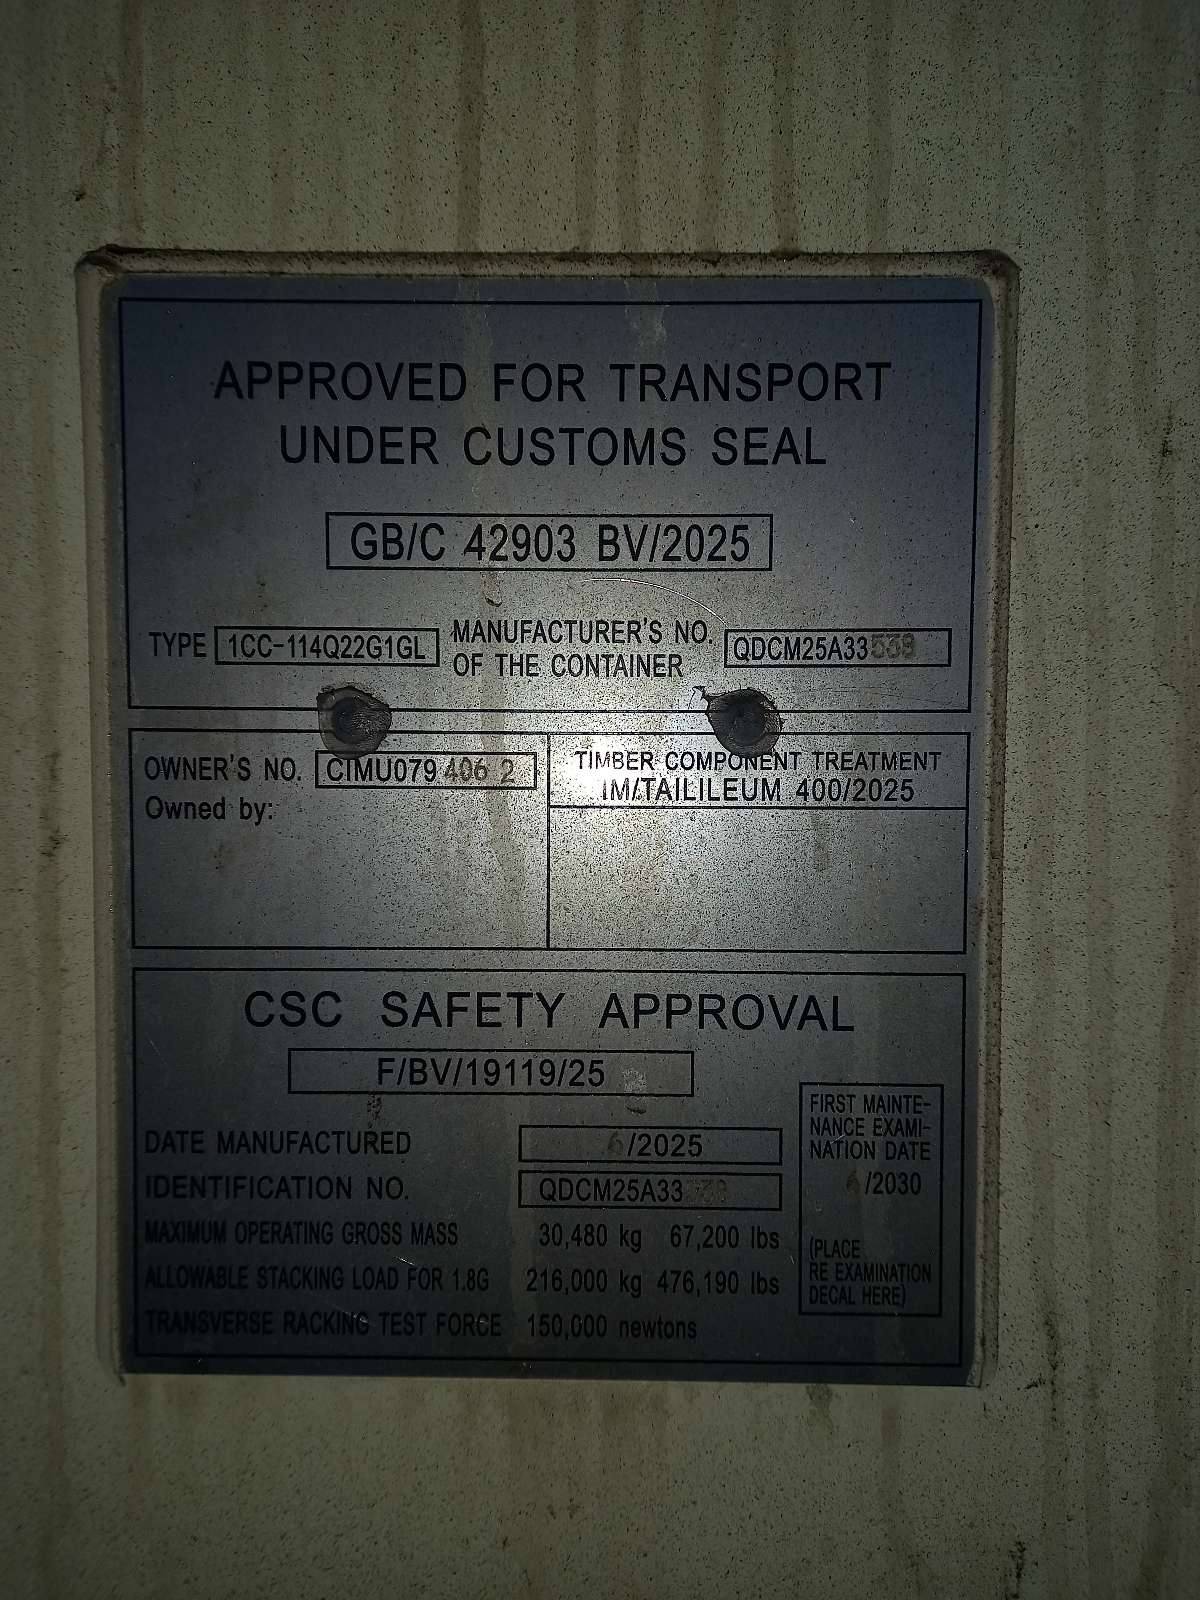 APPROVED FOR TRANSPORT
UNDER CUSTOMS SEAL
GB/C 42903 BV/2025
TYPE 1CC-114Q22G1GL
MANUFACTURER'S NO.
OF THE CONTAINER
QDCM25A33538
OWNER'S NO. CIMU079 406 2
Owned by:
TIMBER COMPONENT TREATMENT
IM/TAILILEUM 400/2025
CSC SAFETY APPROVAL
F/BV/19119/25
DATE MANUFACTURED 6/2025
IDENTIFICATION NO. QDCM25A33538
MAXIMUM OPERATING GROSS MASS 30,480 kg 67,200 lbs
ALLOWABLE STACKING LOAD FOR 1.8G 216,000 kg 476,190 lbs
TRANSVERSE RACKING TEST FORCE 150,000 newtons
FIRST MAINTE-
NANCE EXAMI-
NATION DATE
/2030
(PLACE
RE EXAMINATION
DECAL HERE)